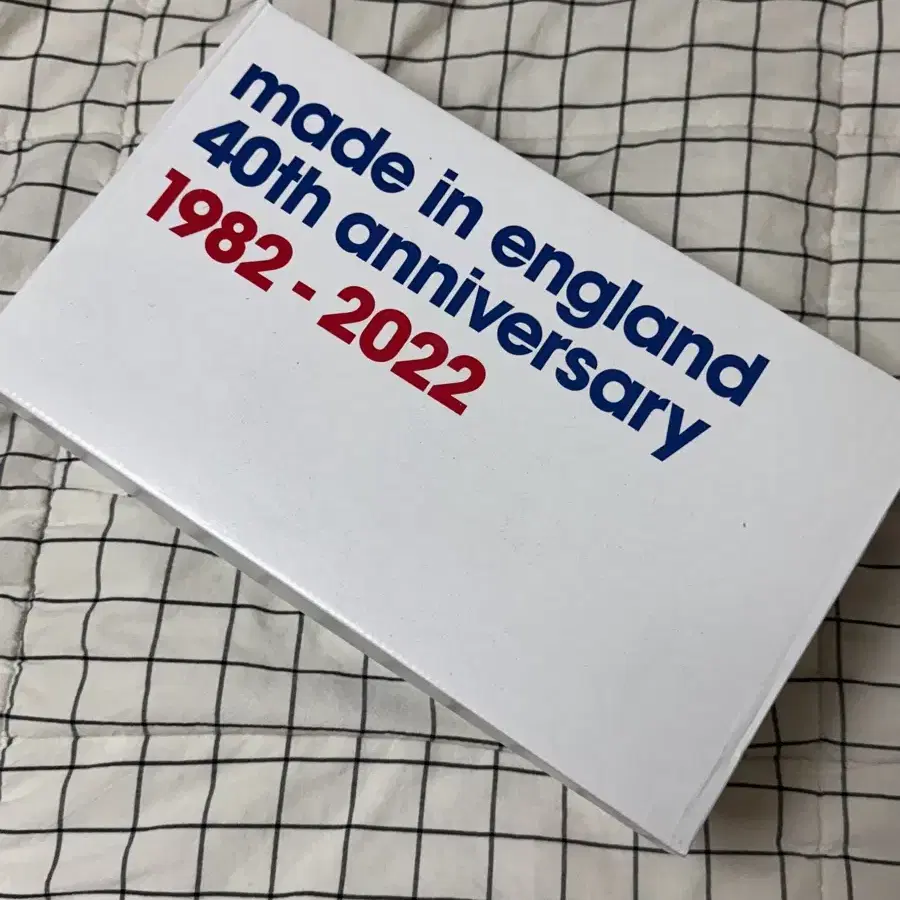 made in england
40th anniversary
1982 - 2022